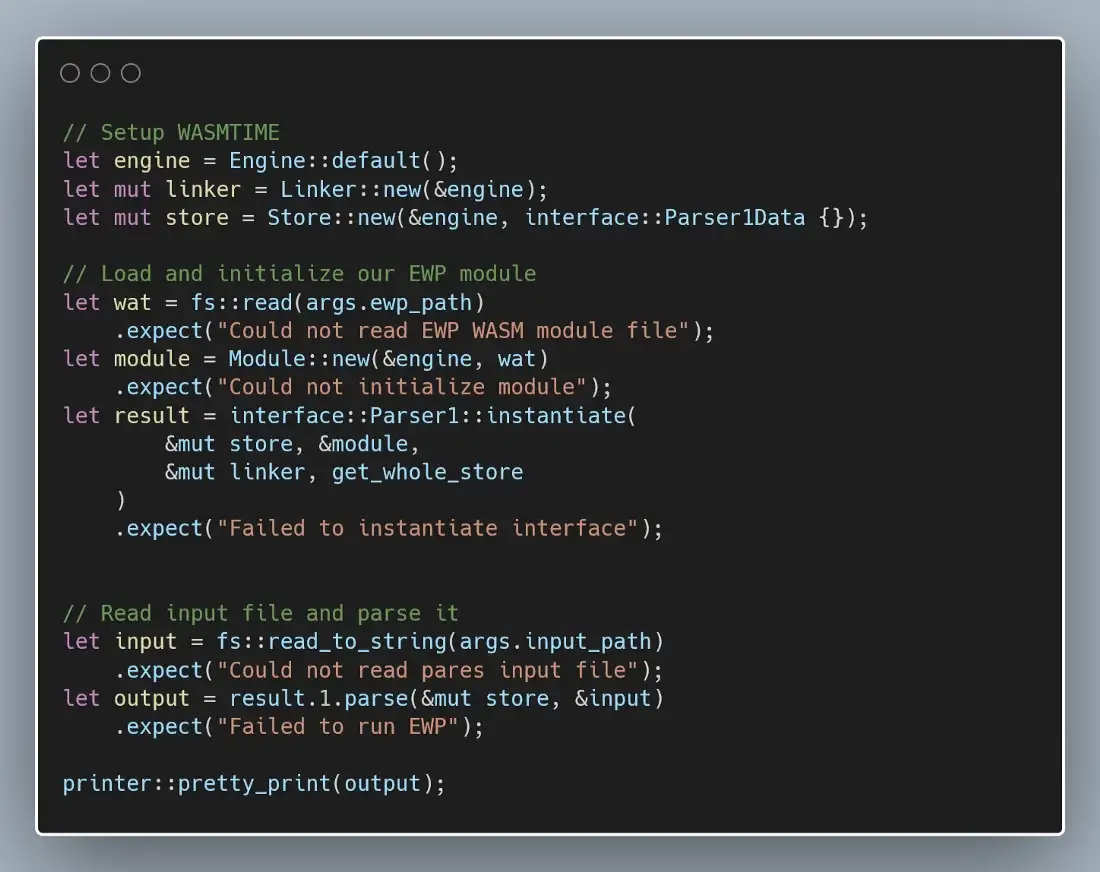 // Setup WASMTIME
let engine = Engine::default();
let mut linker = Linker::new(&engine);
let mut store = Store::new(&engine, interface::Parser1Data {});

// Load and initialize our EWP module
let wat = fs::read(args.ewp_path)
    .expect("Could not read EWP WASM module file");
let module = Module::new(&engine, wat)
    .expect("Could not initialize module");
let result = interface::Parser1::instantiate(
        &mut store, &module,
        &mut linker, get_whole_store
    )
    .expect("Failed to instantiate interface");


// Read input file and parse it
let input = fs::read_to_string(args.input_path)
    .expect("Could not read pares input file");
let output = result.1.parse(&mut store, &input)
    .expect("Failed to run EWP");

printer::pretty_print(output);